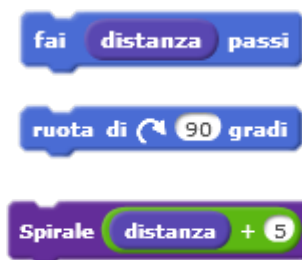 fai distanza passi
ruota di 90 gradi
Spirale distanza + 5